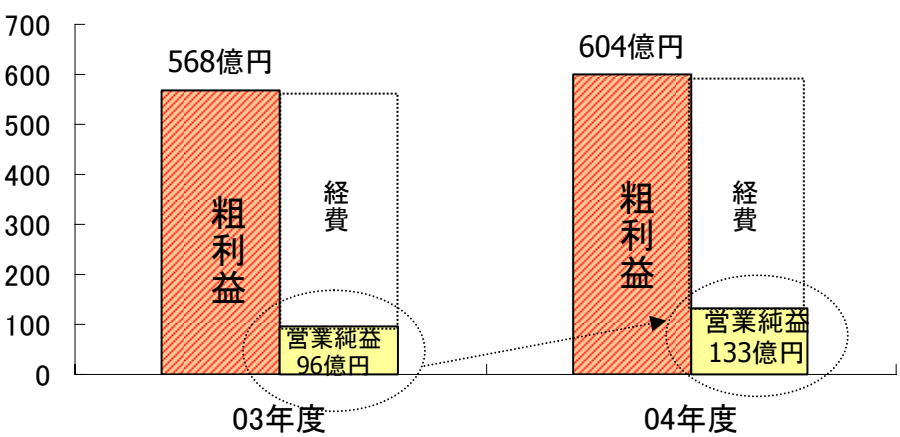 700
600
500
400
300
200
100
0
568億円
粗利益
経費
営業純益
96億円
03年度
604億円
粗利益
経費
営業純益
133億円
04年度